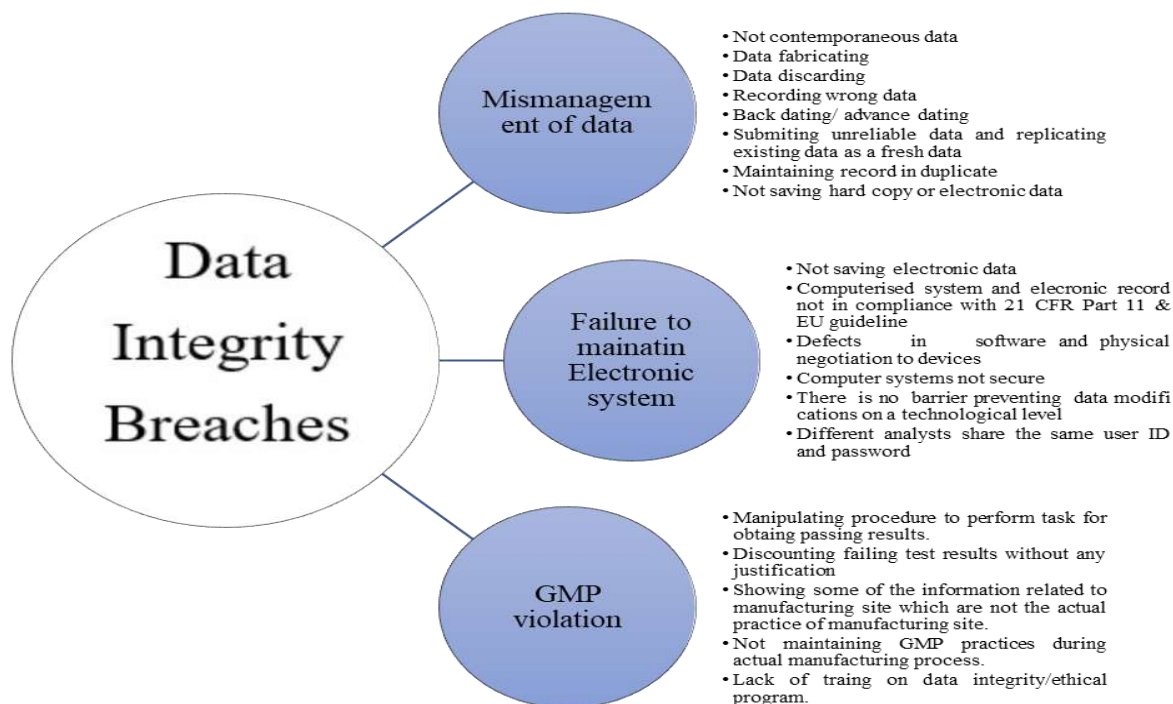 Data
Integrity
Breaches
Mismanagem
ent of data
• Not contemporaneous data
• Data fabricating
• Data discarding
• Recording wrong data
• Back dating/ advance dating
• Submiting unreliable data and replicating
existing data as a fresh data
• Maintaining record in duplicate
• Not saving hard copy or electronic data
Failure to
mainatin
Electronic
system
• Not saving electronic data
• Computerised system and elecronic record
not in compliance with 21 CFR Part 11 &
EU guideline
• Defects in software and physical
negotiation to devices
• Computer systems not secure
• There is no barrier preventing data modifi
cations on a technological level
• Different analysts share the same user ID
and password
GMP
violation
• Manipulating procedure to perform task for
obtaing passing results.
• Discounting failing test results without any
justification
• Showing some of the information related to
manufacturing site which are not the actual
practice of manufacturing site.
• Not maintaining GMP practices during
actual manufacturing process.
• Lack of traing on data integrity/ethical
program.